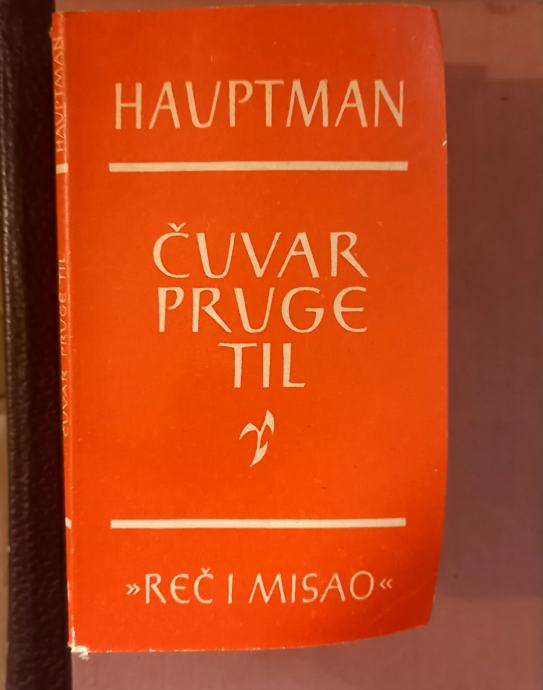 HAUPTMAN
ČUVAR
PRUGE
TIL
»REČ I MISAO«
HAUPTMAN
ČUVAR PRUGE TIL